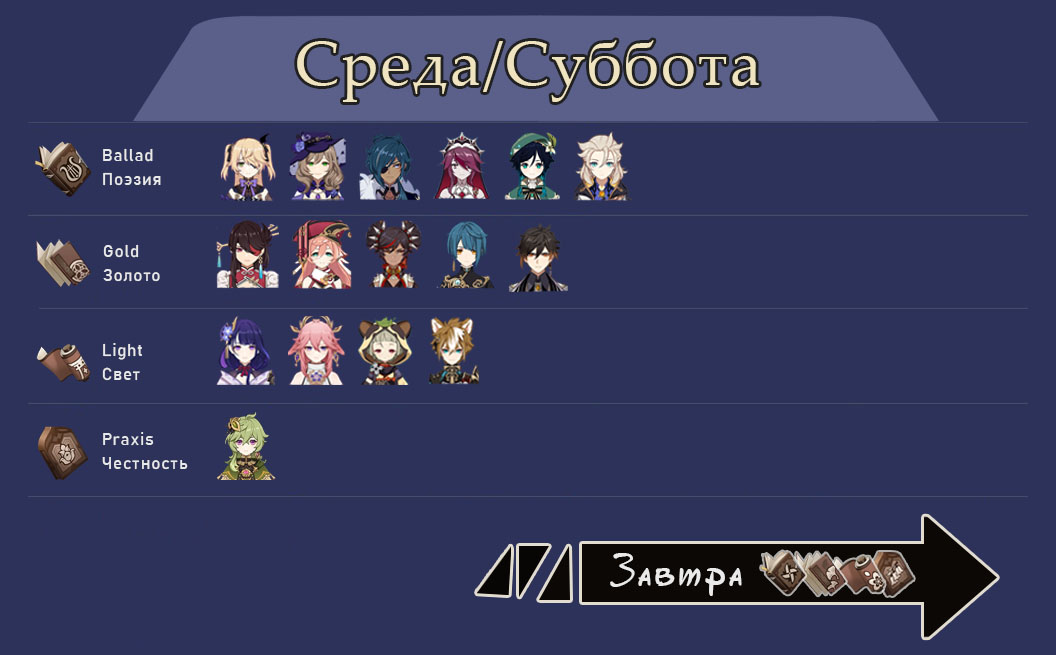 Среда/Суббота
Ballad
Поэзия
Gold
Золото
Light
Свет
Praxis
Честность
Завтра